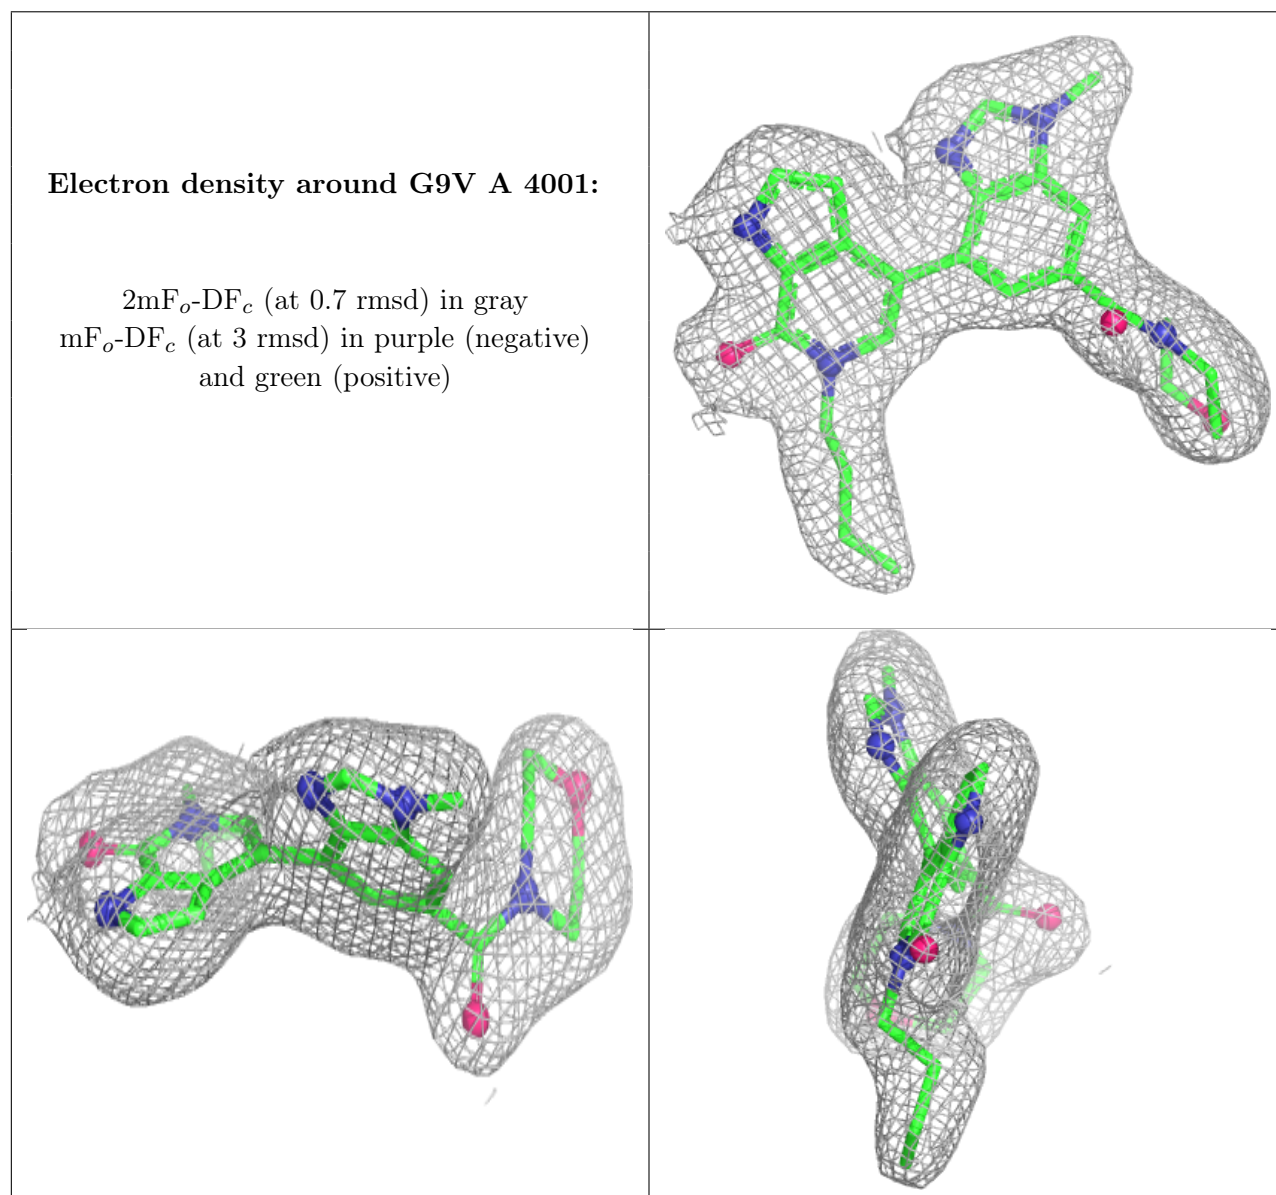 Electron density around G9V A 4001:
2mFo-DFc (at 0.7 rmsd) in gray
mFo-DFc (at 3 rmsd) in purple (negative)
and green (positive)